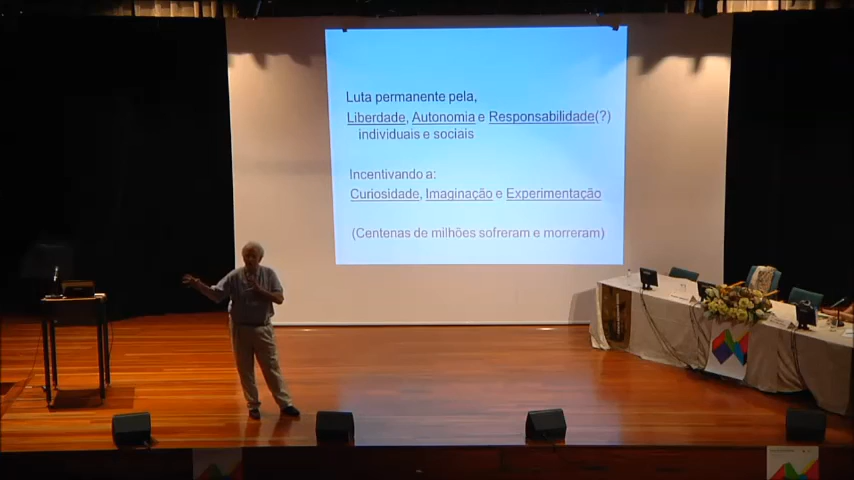 Luta permanente pela,
Liberdade, Autonomia e Responsabilidade(?)
individuais e sociais
Incentivando a:
Curiosidade, Imaginação e Experimentação
(Centenas de milhões sofreram e morreram)